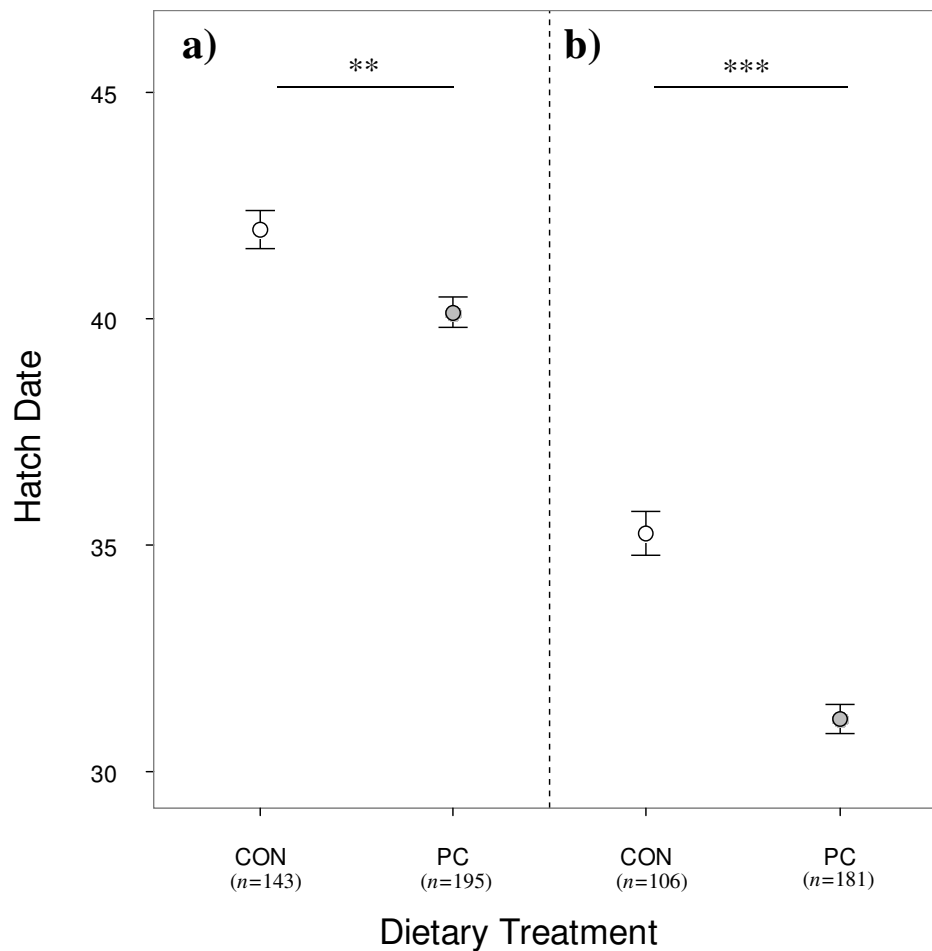 a)
**
b)
***
45
40
35
30
Hatch Date
CON
PC
CON
PC
(n=143)
(n=195)
(n=106)
(n=181)
Dietary Treatment